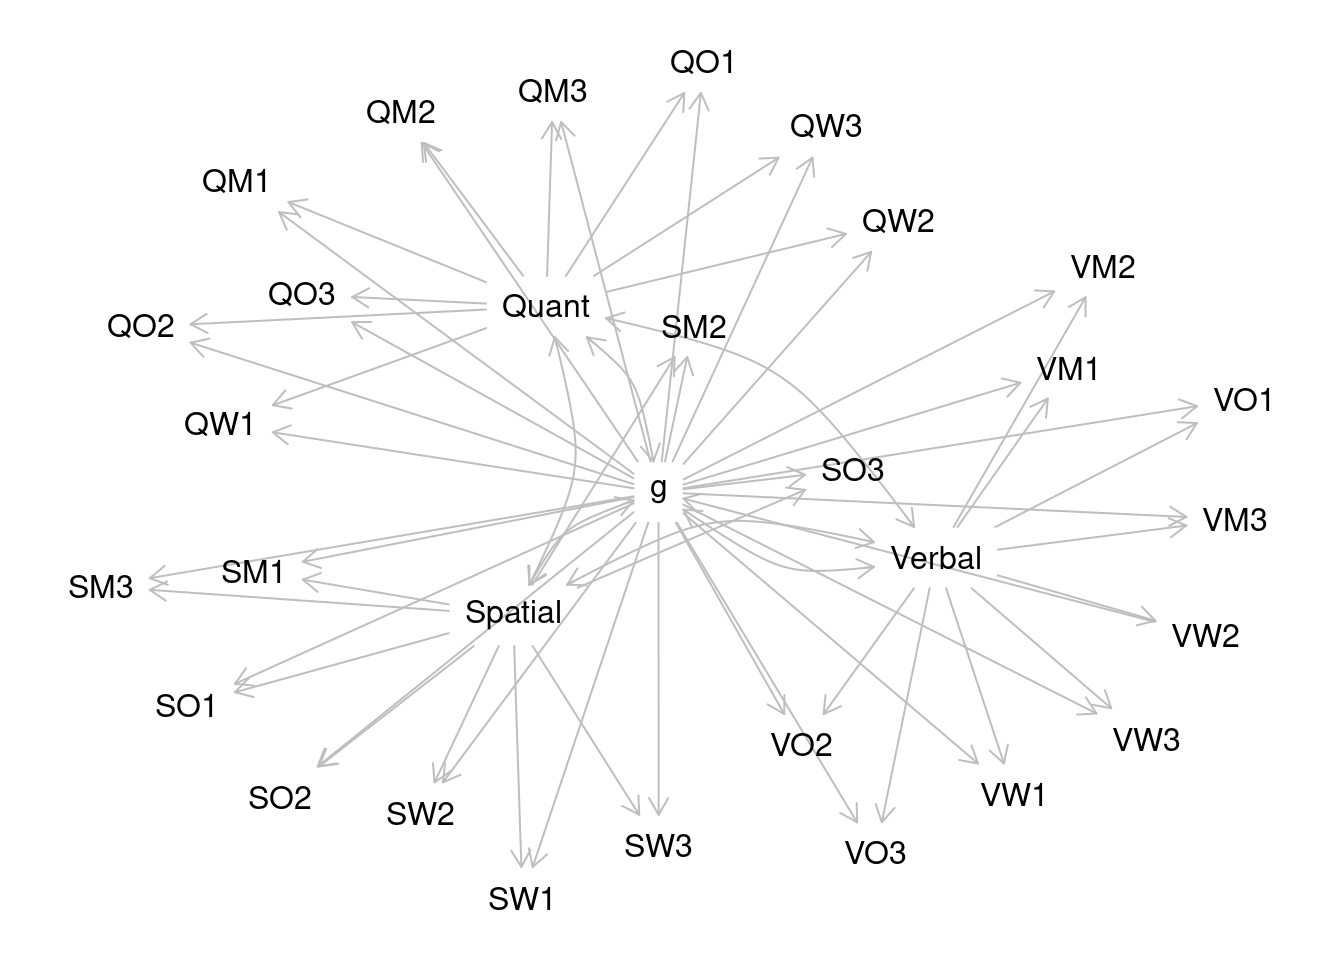 QO1
QM3
QM2
QW3
QM1
QW2
VM2
QO3
Quant
QO2
SM2
VM1
VO1
QW1
SO3
g
VM3
Verbal
SM1
SM3
Spatial
VW2
SO1
VW3
VO2
VW1
SO2
SW2
SW3
VO3
SW1